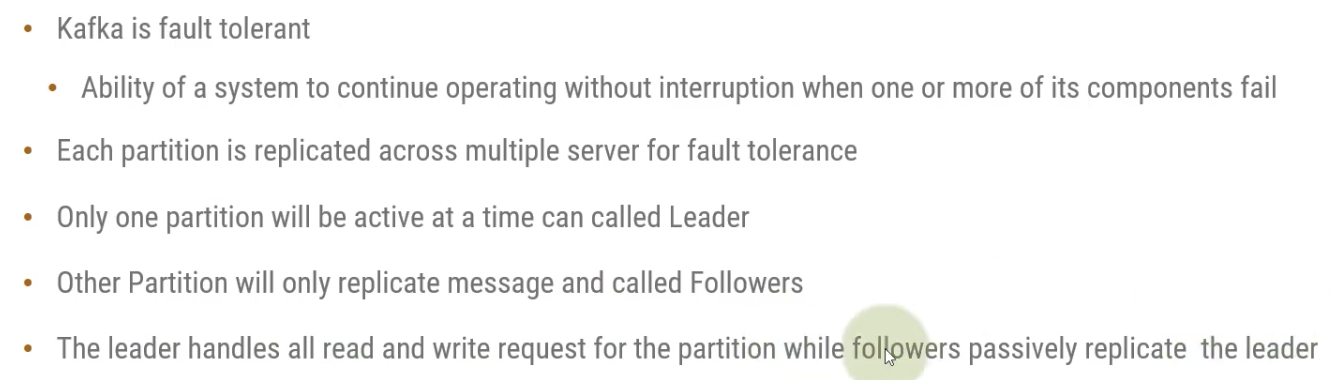 Kafka is fault tolerant
Ability of a system to continue operating without interruption when one or more of its components fail
Each partition is replicated across multiple server for fault tolerance
Only one partition will be active at a time can called Leader
Other Partition will only replicate message and called Followers
The leader handles all read and write request for the partition while followers passively replicate the leader